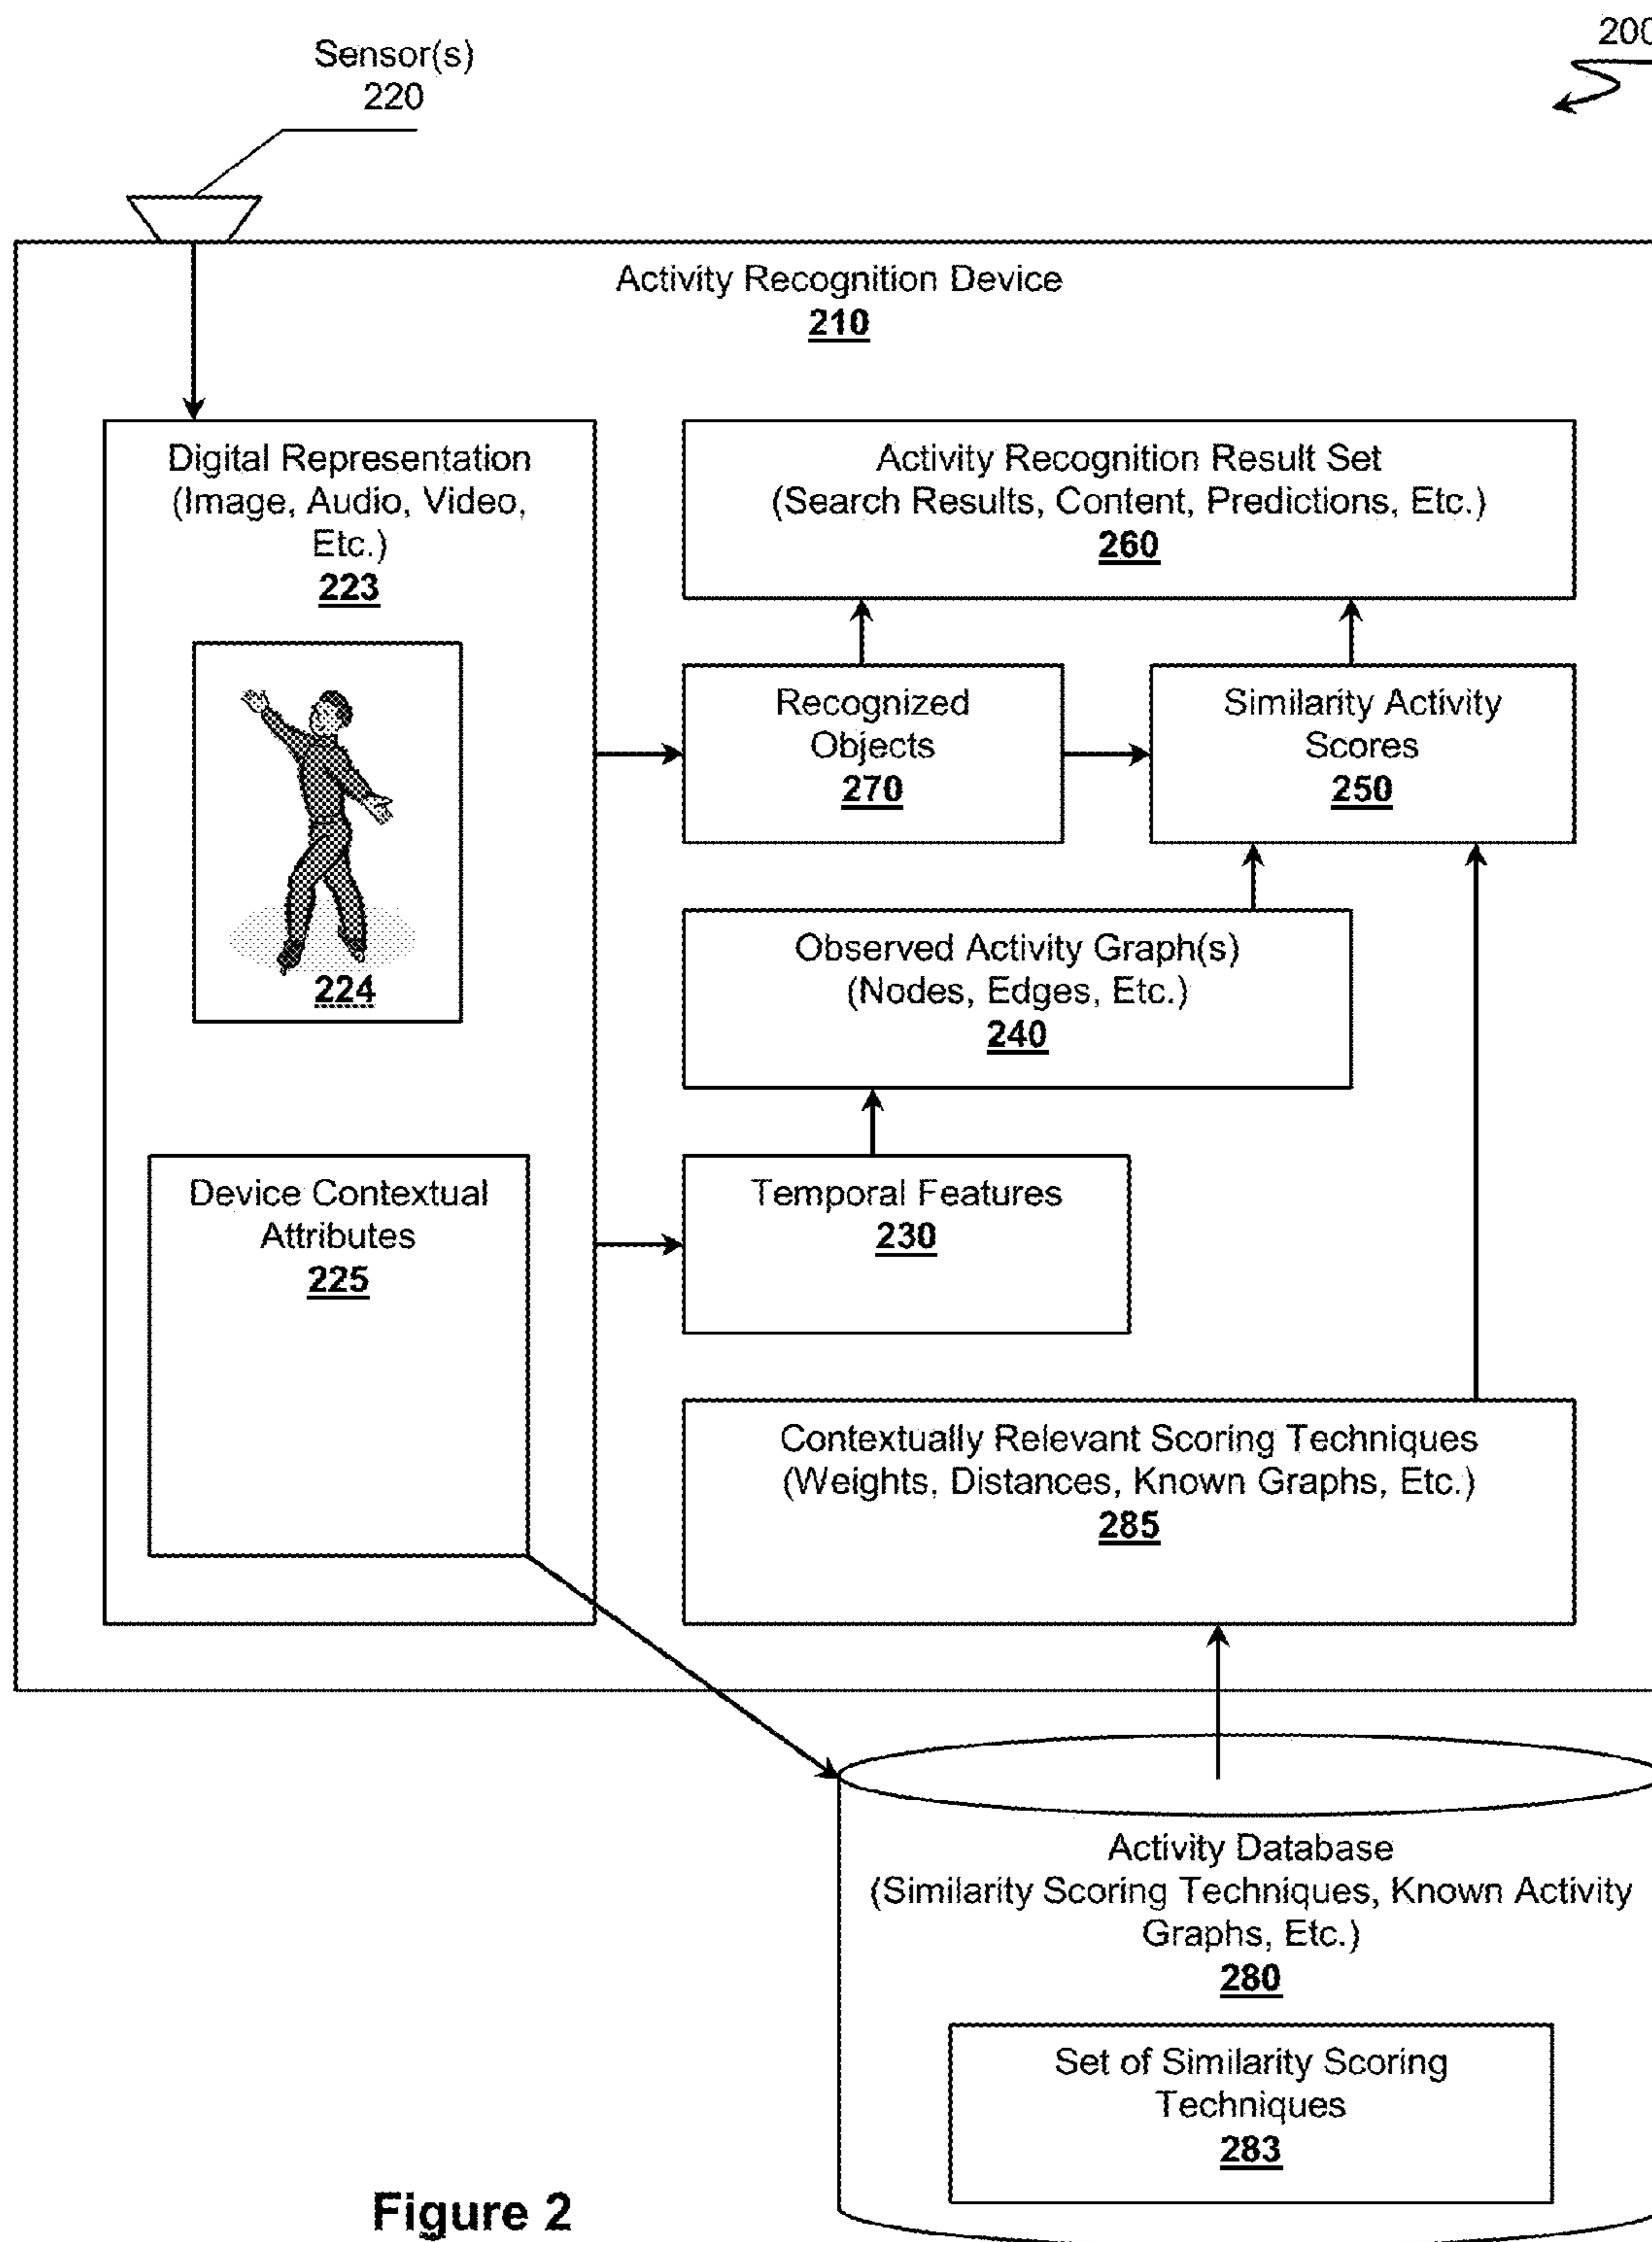 200
Sensor(s)
220
Activity Recognition Device
210
Digital Representation
(Image, Audio, Video,
Etc.)
223
224
Device Contextual
Attributes
225
Activity Recognition Result Set
(Search Results, Content, Predictions, Etc.)
260
Recognized
Objects
270
Similarity Activity
Scores
250
Observed Activity Graph(s)
(Nodes, Edges, Etc.)
240
Temporal Features
230
Contextually Relevant Scoring Techniques
(Weights, Distances, Known Graphs, Etc.)
285
Activity Database
(Similarity Scoring Techniques, Known Activity
Graphs, Etc.)
280
Set of Similarity Scoring
Techniques
283
Figure 2